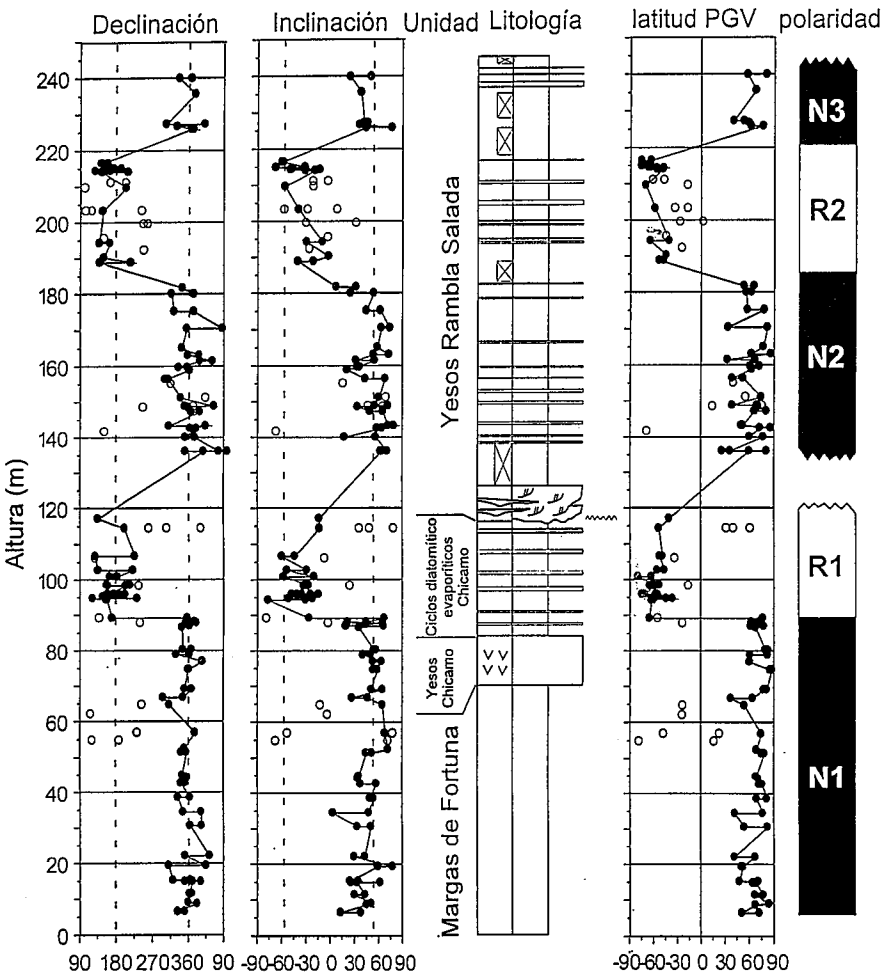 Declinación Inclinación Unidad Litología latitud PGV polaridad
Altura (m)
240
220
200
180
160
140
120
100
80
60
40
20
0
Yesos Rambla Salada
Ciclos diatomítico
evaporíticos
Chicamo
Yesos
Chicamo
Margas de Fortuna
N3
R2
N2
R1
N1
90 180 270 360 90
-90 -60 -30 0 30 60 90
-90 -60 -30 0 30 60 90